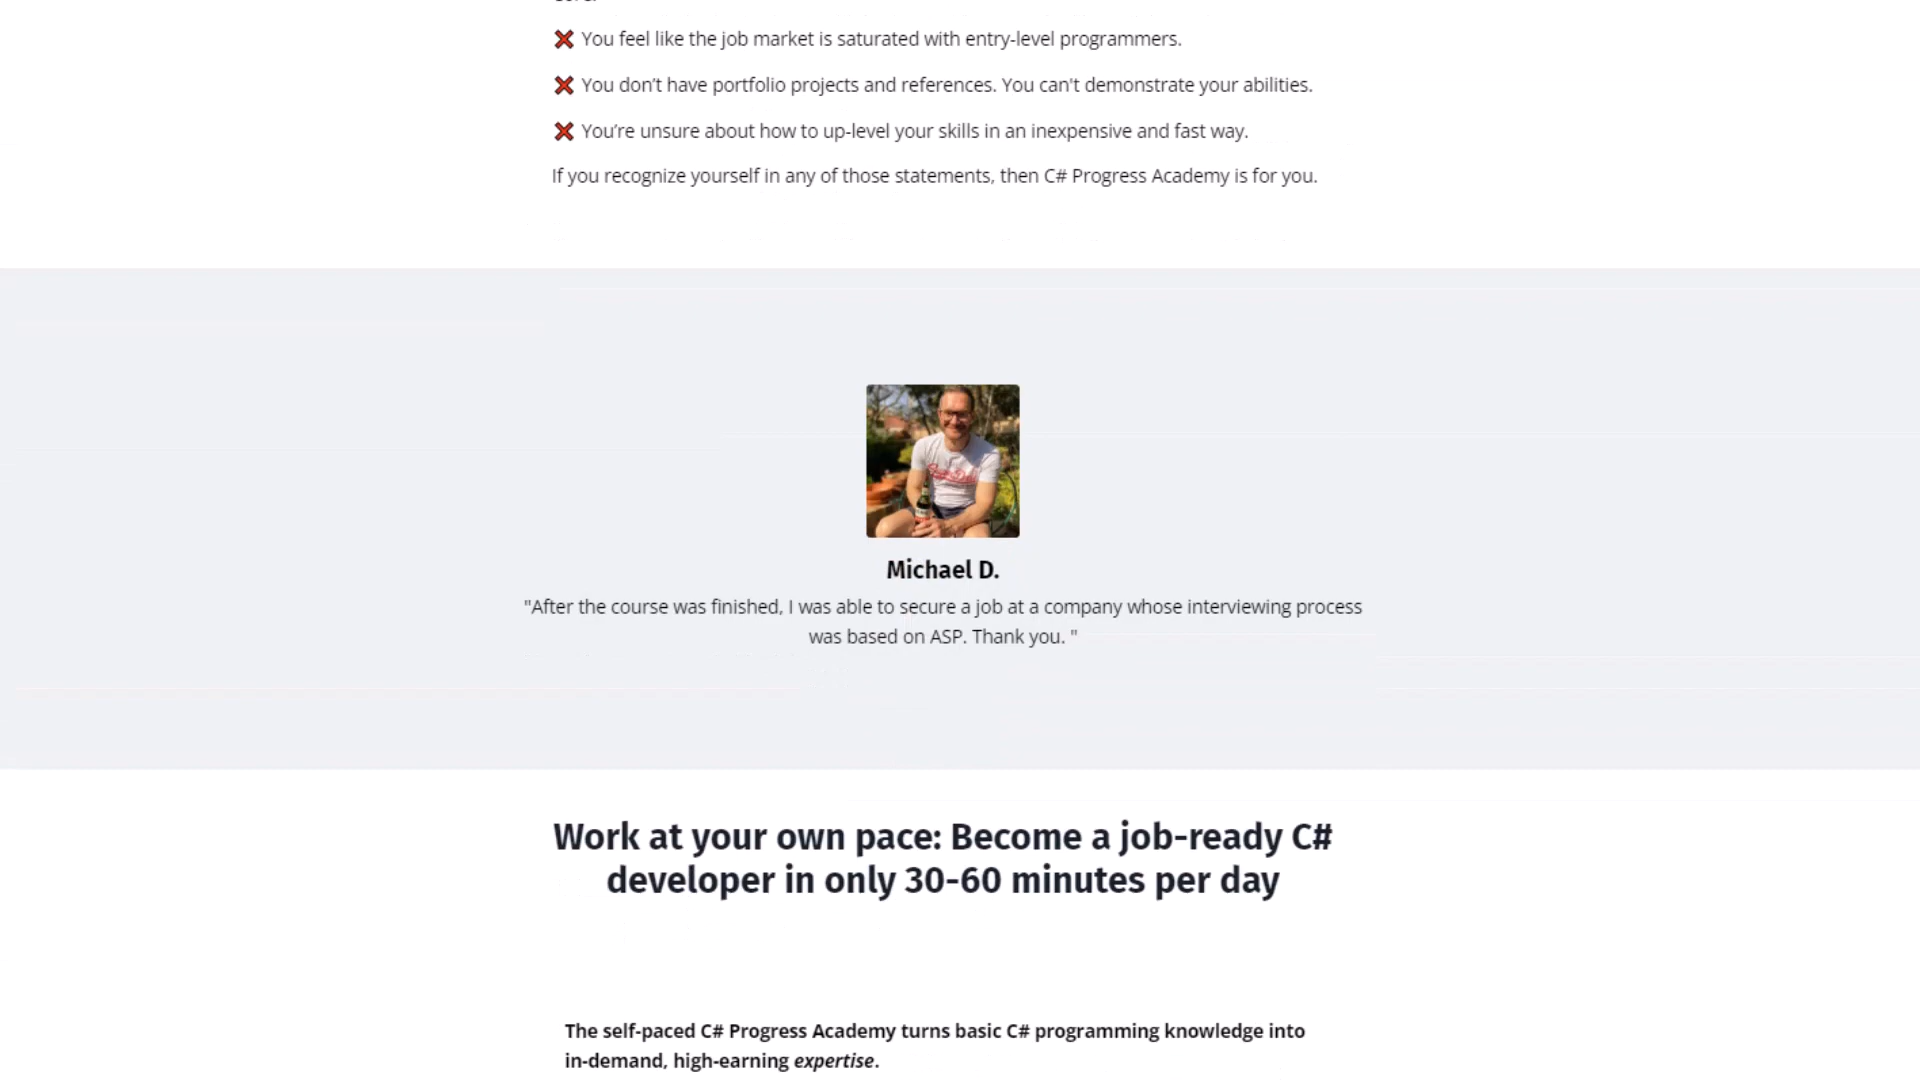 You feel like the job market is saturated with entry-level programmers.
You don’t have portfolio projects and references. You can't demonstrate your abilities.
You’re unsure about how to up-level your skills in an inexpensive and fast way.
If you recognize yourself in any of those statements, then C# Progress Academy is for you.
Michael D.
"After the course was finished, I was able to secure a job at a company whose interviewing process
was based on ASP. Thank you. "
Work at your own pace: Become a job-ready C#
developer in only 30-60 minutes per day
The self-paced C# Progress Academy turns basic C# programming knowledge into
in-demand, high-earning expertise.